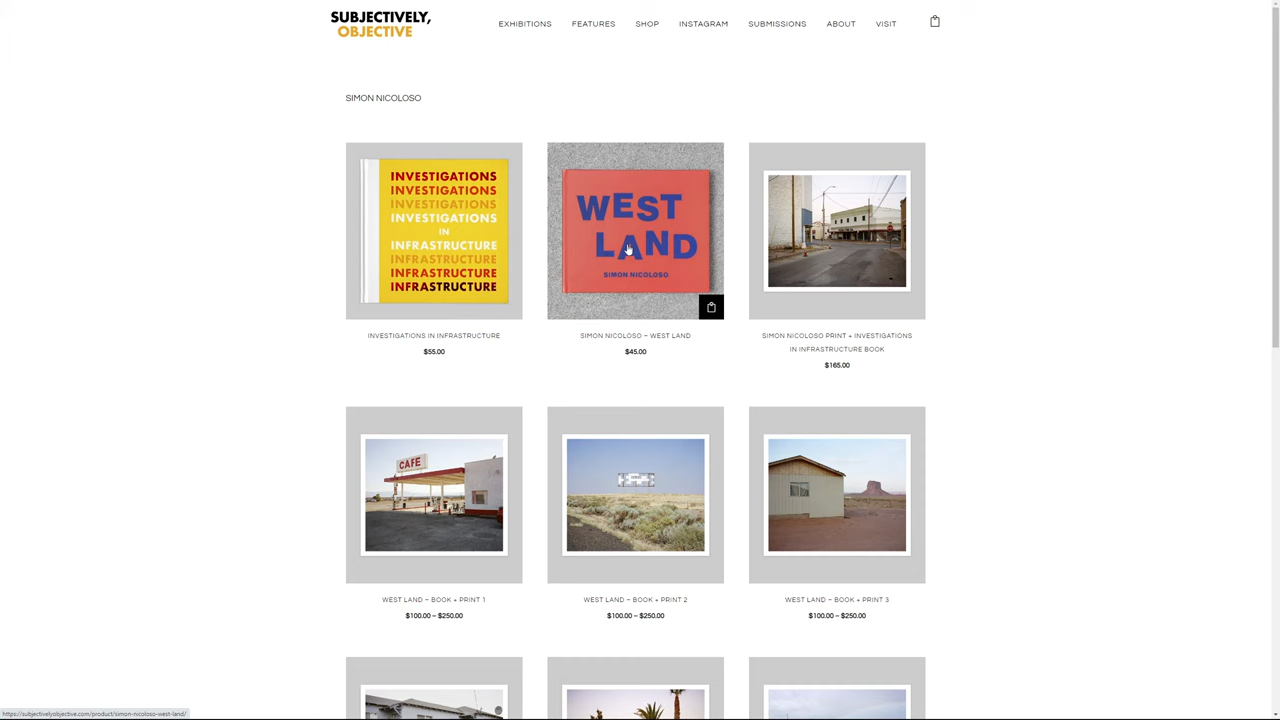 SUBJECTIVELY,
OBJECTIVE
EXHIBITIONS FEATURES SHOP INSTAGRAM SUBMISSIONS ABOUT VISIT
SIMON NICOLOSO
INVESTIGATIONS
INVESTIGATIONS
INVESTIGATIONS
INVESTIGATIONS
IN
INFRASTRUCTURE
INFRASTRUCTURE
INFRASTRUCTURE
INFRASTRUCTURE
WEST
LAND
SIMON NICOLOSO
INVESTIGATIONS IN INFRASTRUCTURE
$55.00
SIMON NICOLOSO – WEST LAND
$45.00
SIMON NICOLOSO PRINT + INVESTIGATIONS
IN INFRASTRUCTURE BOOK
$165.00
CAFE
WEST LAND – BOOK + PRINT 1
$100.00 – $250.00
WEST LAND – BOOK + PRINT 2
$100.00 – $250.00
WEST LAND – BOOK + PRINT 3
$100.00 – $250.00
https://subjectivelyobjective.com/product/simon-nicoloso-west-land/